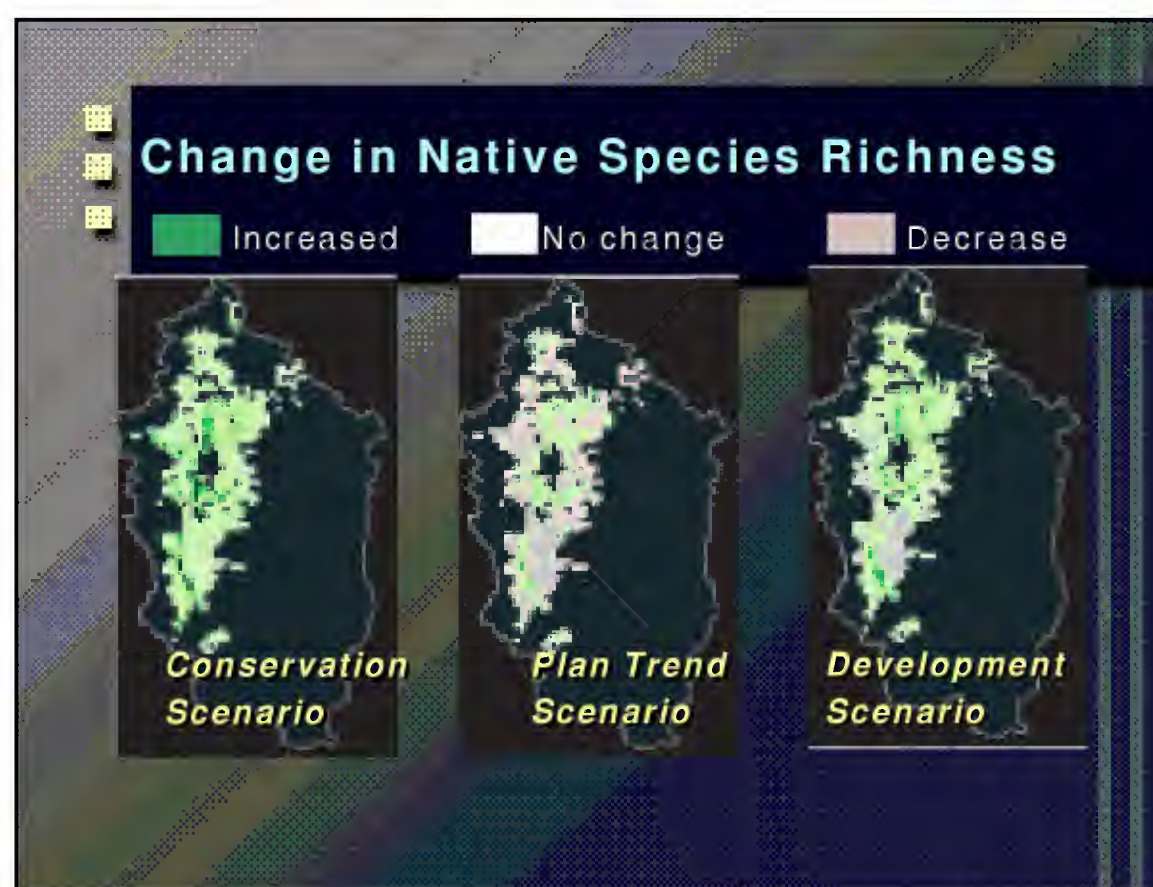 Change in Native Species Richness
Increased No change Decrease
Conservation Scenario
Plan Trend Scenario
Development Scenario